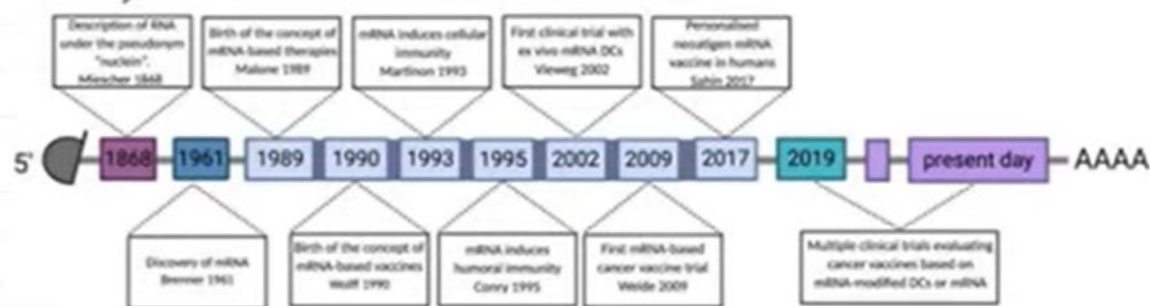 Description of RNA
under the pseudonym
"nuclein".
Miescher 1868
Birth of the concept of
mRNA-based therapies
Malone 1989
mRNA induces cellular
immunity
Martinon 1993
First clinical trial with
ex vivo mRNA DCs
Vieweg 2002
Personalised
neoatigen mRNA
vaccine in humans
Sahin 2017
5' 1868 1961 1989 1990 1993 1995 2002 2009 2017 2019 present day AAAA
Discovery of mRNA
Brenner 1961
Birth of the concept of
mRNA-based vaccines
Wolff 1990
mRNA induces
humoral immunity
Conry 1995
First mRNA-based
cancer vaccine trial
Weide 2009
Multiple clinical trials evaluating
cancer vaccines based on
mRNA-modified DCs or mRNA